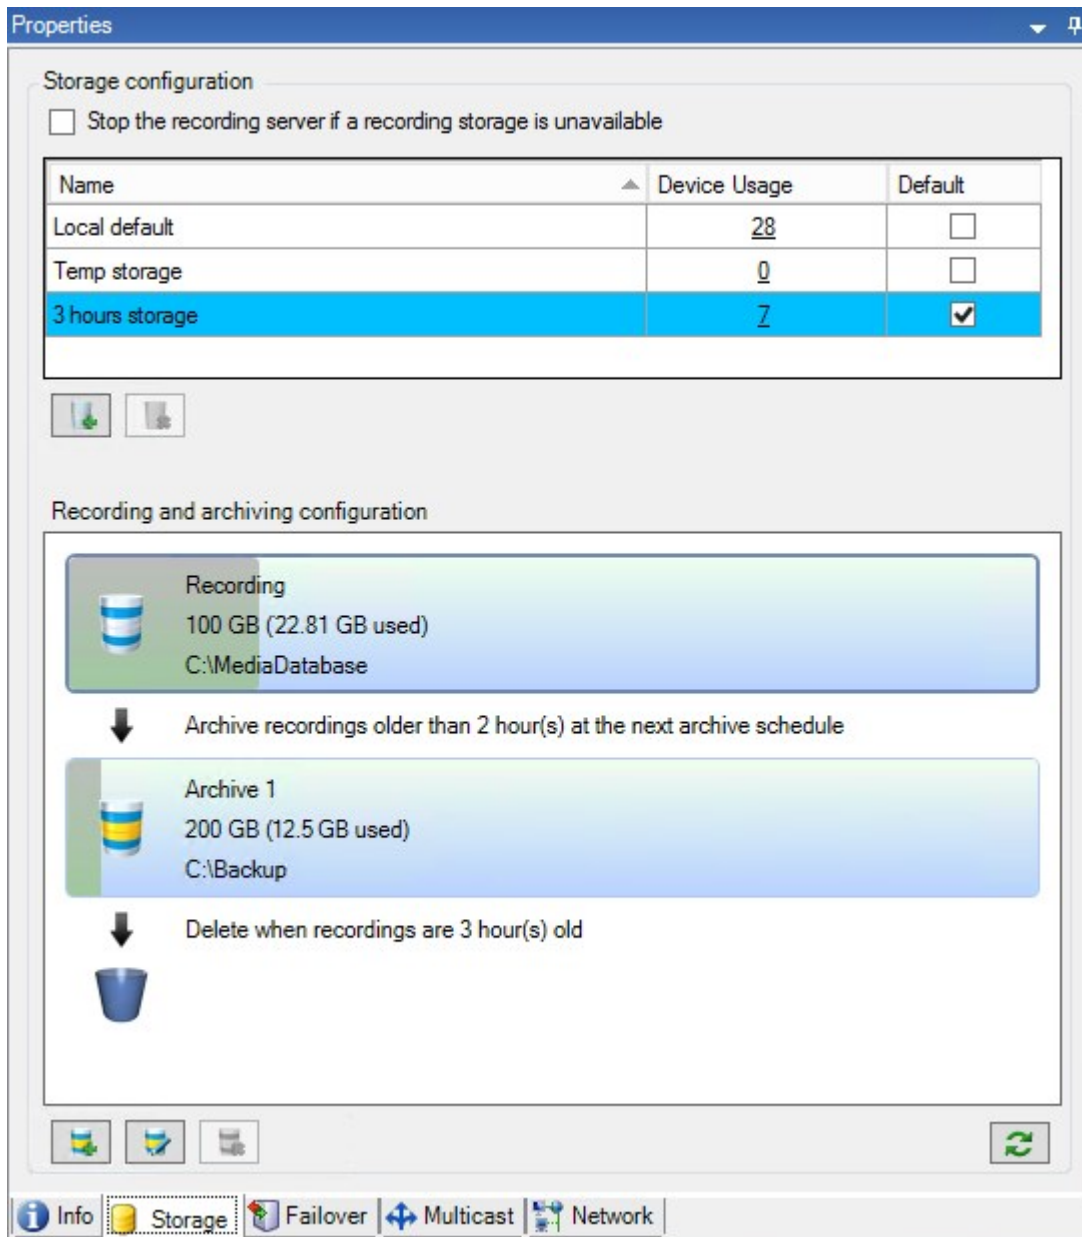 Properties
Storage configuration
Stop the recording server if a recording storage is unavailable
Name Device Usage Default
Local default 28
Temp storage 0
3 hours storage 7
Recording and archiving configuration
Recording
100 GB (22.81 GB used)
C:\MediaDatabase
Archive recordings older than 2 hour(s) at the next archive schedule
Archive 1
200 GB (12.5 GB used)
C:\Backup
Delete when recordings are 3 hour(s) old
Info Storage Failover Multicast Network